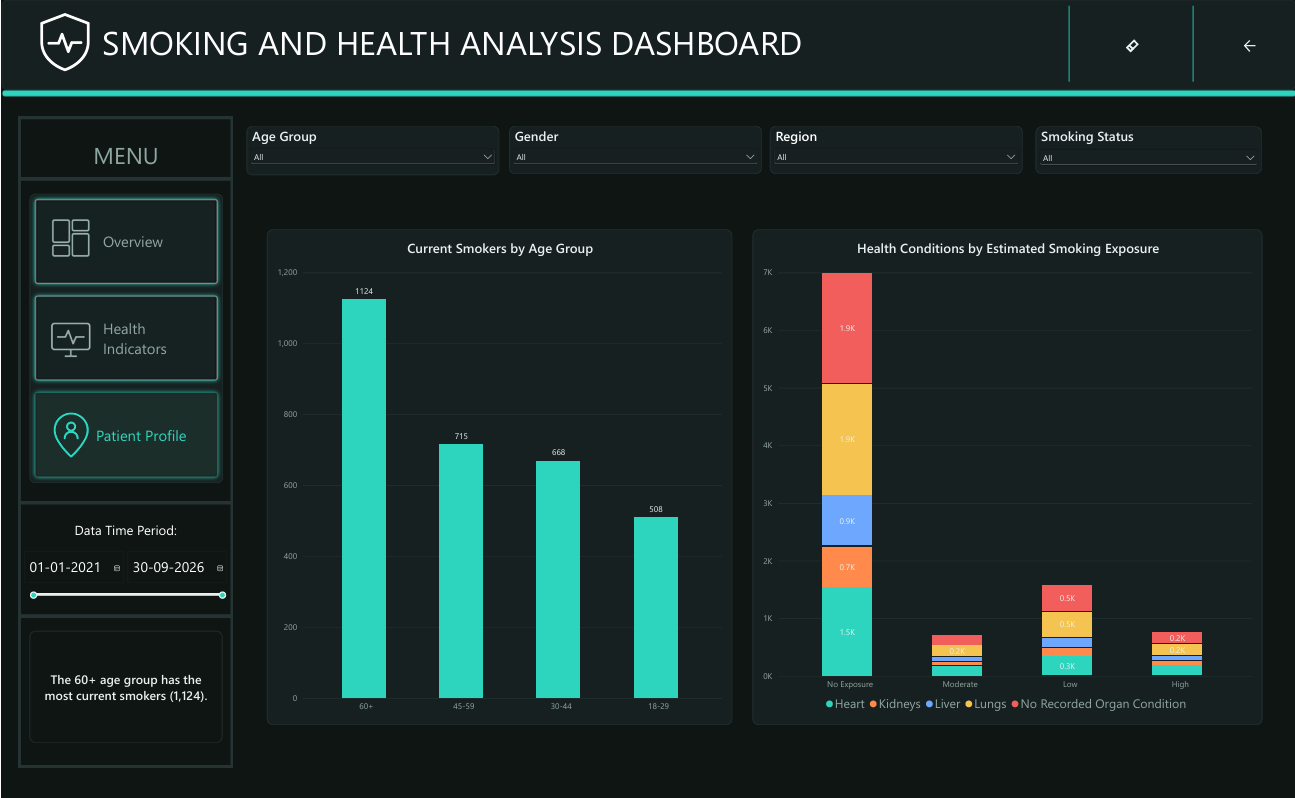 SMOKING AND HEALTH ANALYSIS DASHBOARD
MENU
Overview
Health
Indicators
Patient Profile
Data Time Period:
01-01-2021 30-09-2026
The 60+ age group has the
most current smokers (1,124).
Age Group
All
Gender
All
Region
All
Smoking Status
All
Current Smokers by Age Group
1,200
1,000
800
600
400
200
0
1124
715
668
508
60+ 45-59 30-44 18-29
Health Conditions by Estimated Smoking Exposure
7K
6K
5K
4K
3K
2K
1K
0K
1.9K
1.9K
0.9K
0.7K
1.5K
0.2K
0.5K
0.5K
0.3K
0.2K
0.2K
No Exposure Moderate Low High
Heart Kidneys Liver Lungs No Recorded Organ Condition